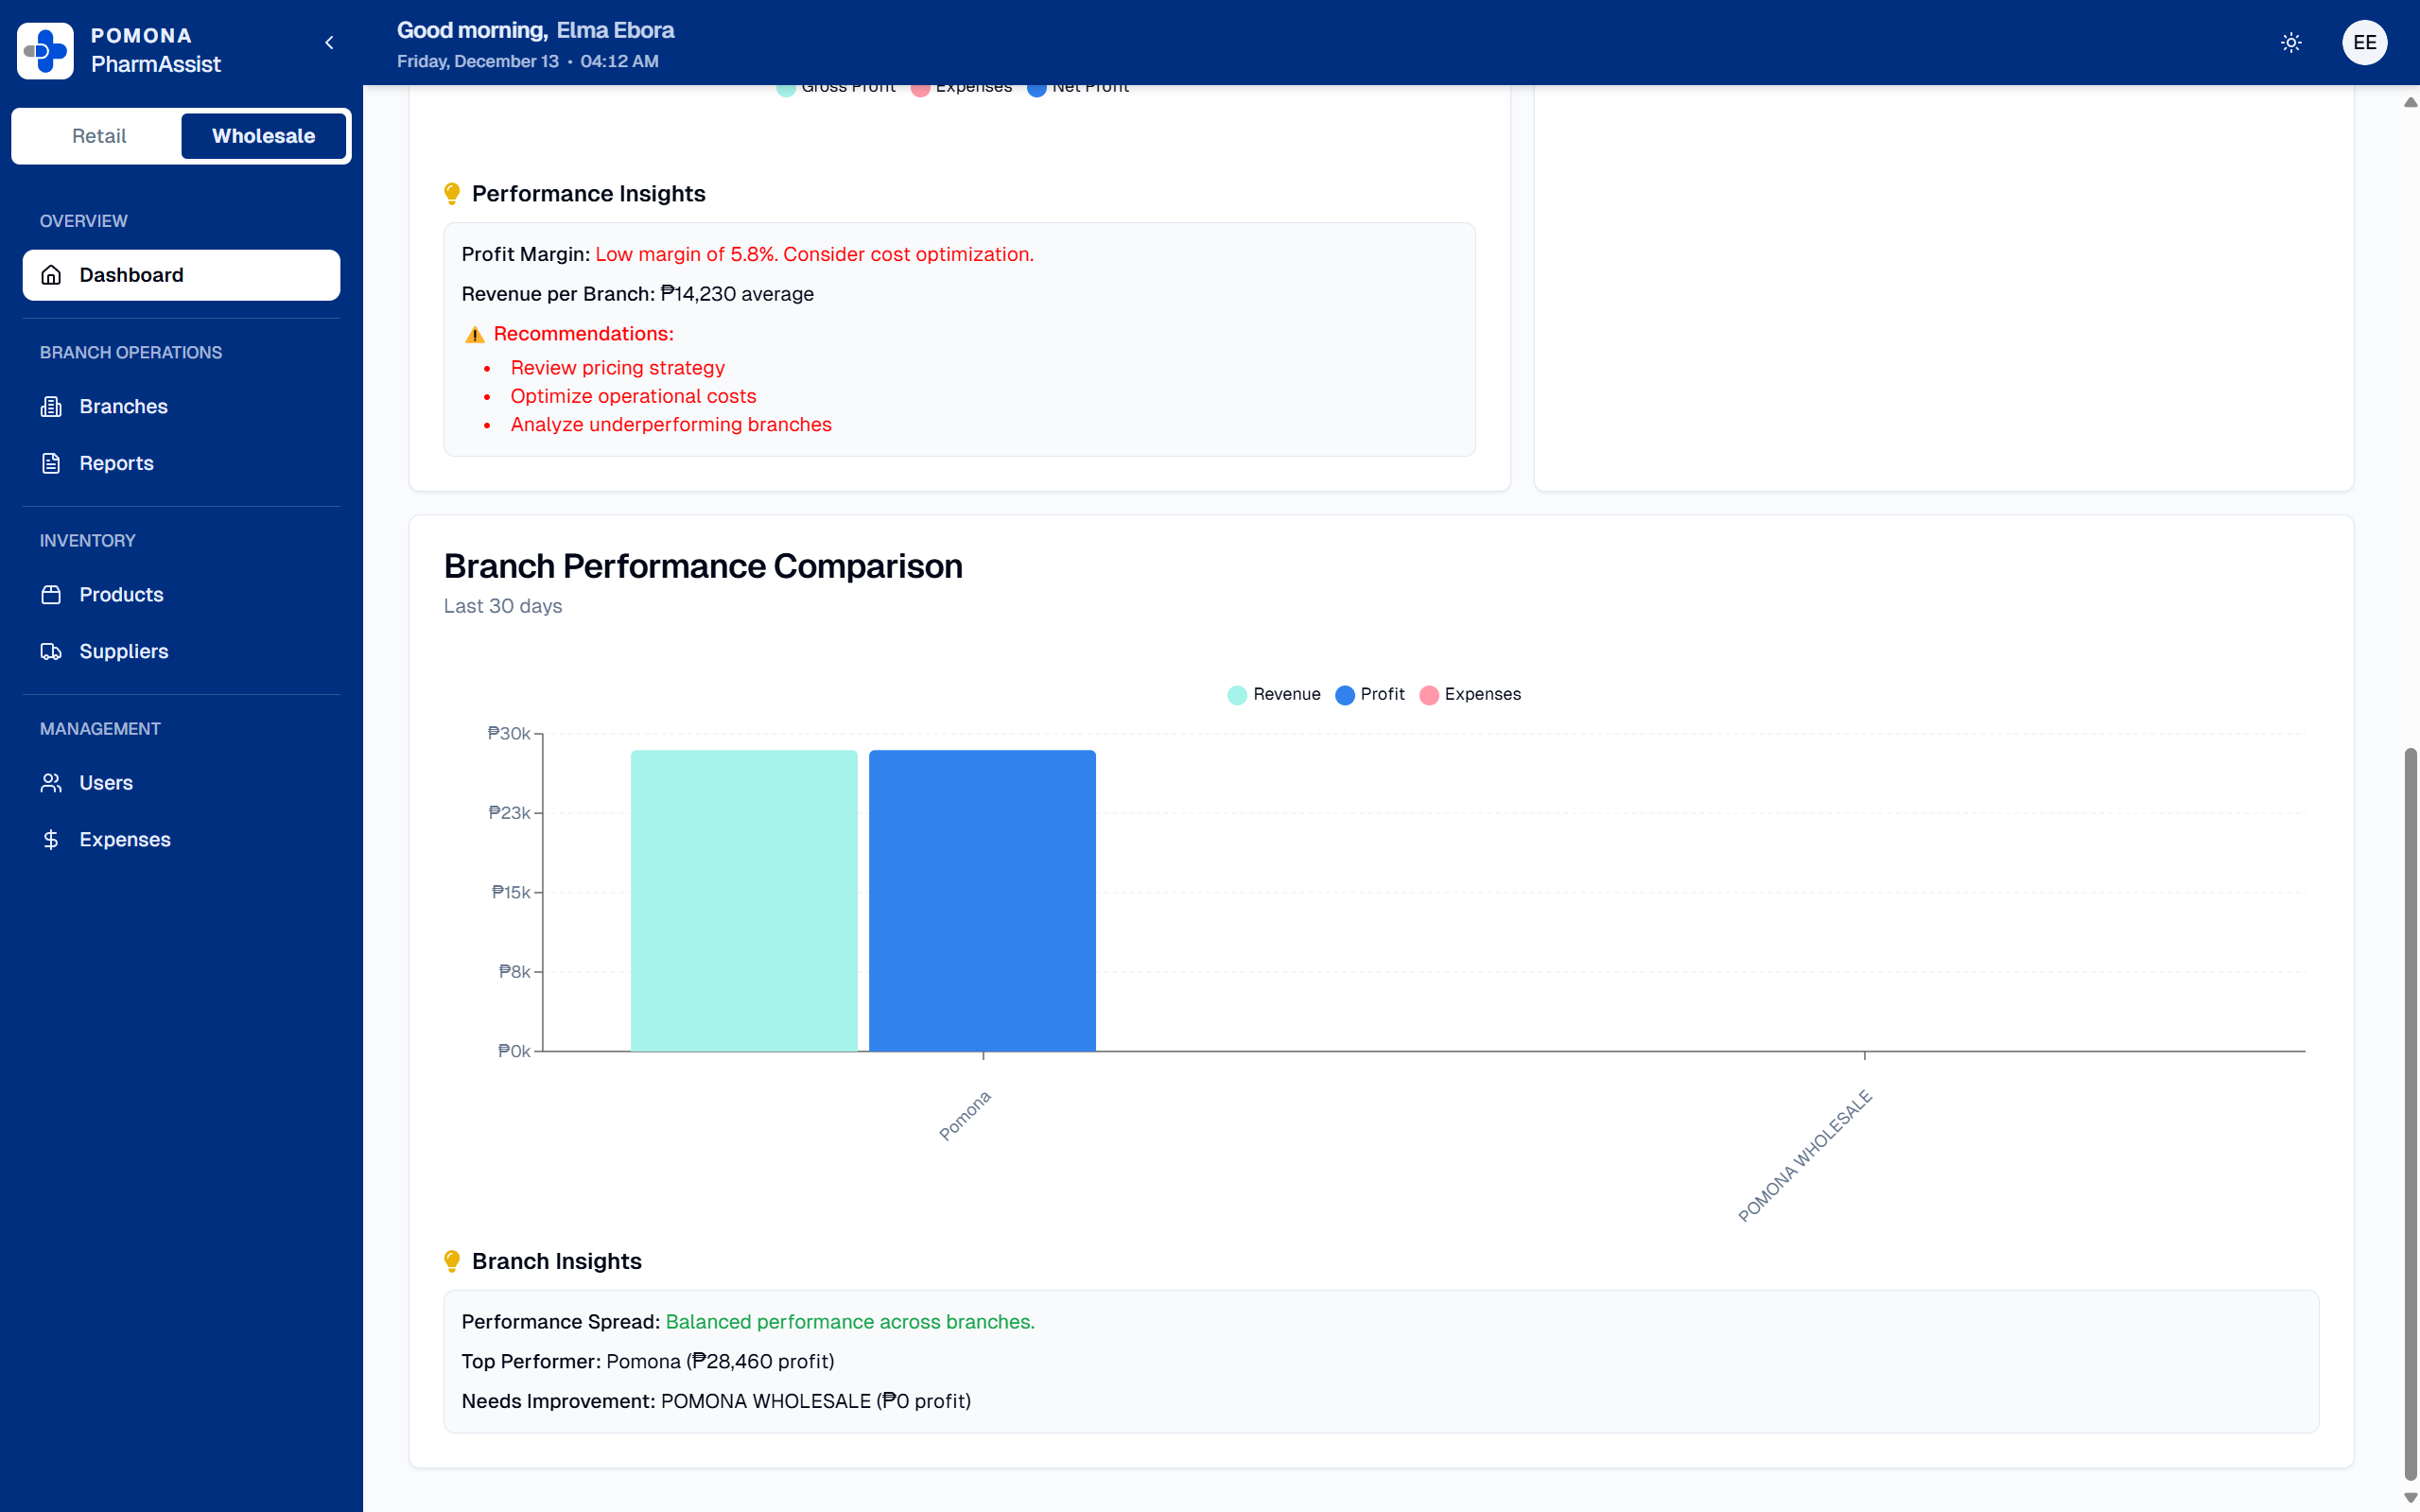 POMONA
PharmAssist
Retail
Wholesale
OVERVIEW
Dashboard
BRANCH OPERATIONS
Branches
Reports
INVENTORY
Products
Suppliers
MANAGEMENT
Users
Expenses
Good morning, Elma Ebora
Friday, December 13 • 04:12 AM
EE
Gross Profit Expenses Net Profit
Performance Insights
Profit Margin: Low margin of 5.8%. Consider cost optimization.
Revenue per Branch: ₱14,230 average
Recommendations:
• Review pricing strategy
• Optimize operational costs
• Analyze underperforming branches
Branch Performance Comparison
Last 30 days
Revenue Profit Expenses
₱30k
₱23k
₱15k
₱8k
₱0k
Pomona
POMONA WHOLESALE
Branch Insights
Performance Spread: Balanced performance across branches.
Top Performer: Pomona (₱28,460 profit)
Needs Improvement: POMONA WHOLESALE (₱0 profit)